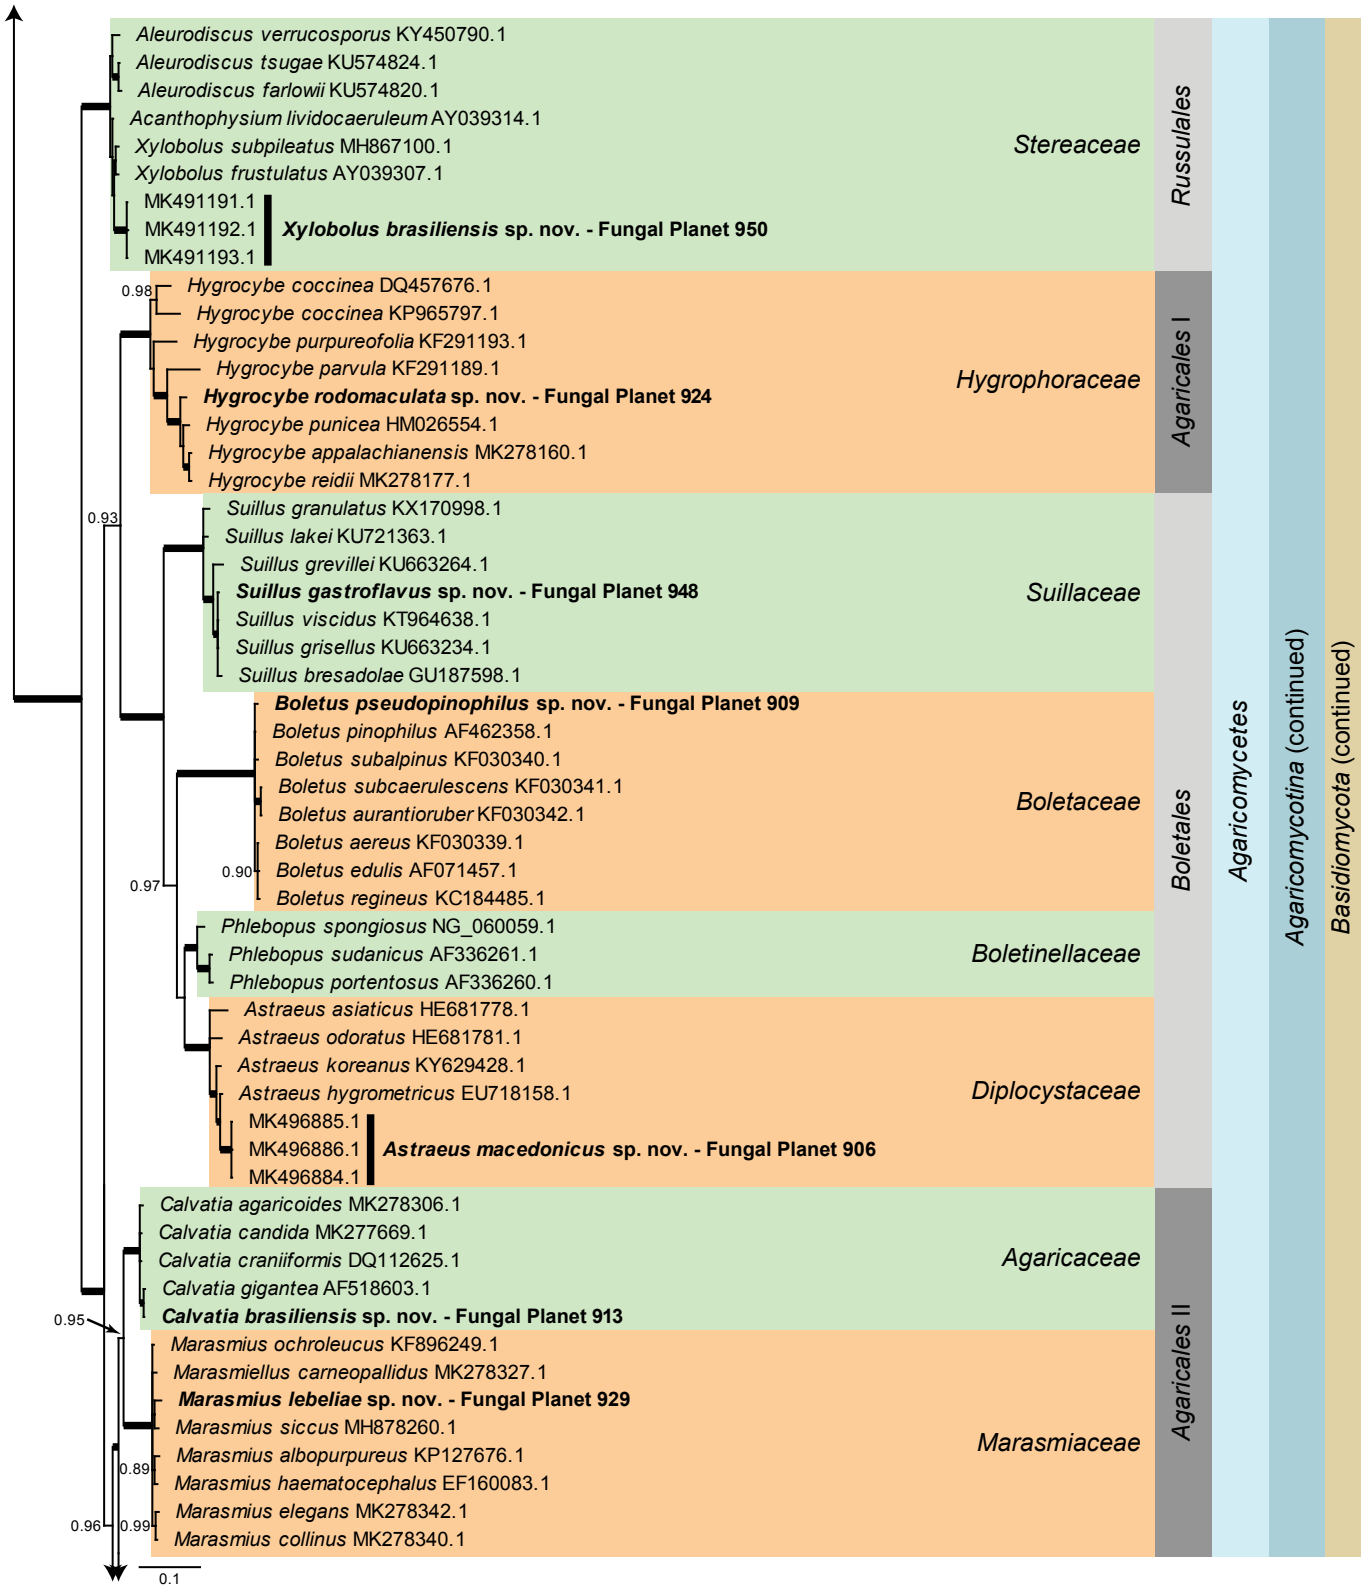 Aleurodiscus verrucosporus KY450790.1
Aleurodiscus tsugae KU574824.1
Aleurodiscus farlowii KU574820.1
Acanthophysium lividocaeruleum AY039314.1
Xylobolus subpileatus MH867100.1
Xylobolus frustulatus AY039307.1
MK491191.1
MK491192.1
MK491193.1
Xylobolus brasiliensis sp. nov. - Fungal Planet 950
Stereaceae
Russulales
0.98
Hygrocybe coccinea DQ457676.1
Hygrocybe coccinea KP965797.1
Hygrocybe purpureofolia KF291193.1
Hygrocybe parvula KF291189.1
Hygrocybe rodomaculata sp. nov. - Fungal Planet 924
Hygrocybe punicea HM026554.1
Hygrocybe appalachianensis MK278160.1
Hygrocybe reidii MK278177.1
Hygrophoraceae
Agaricales I
0.93
Suillus granulatus KX170998.1
Suillus lakei KU721363.1
Suillus grevillei KU663264.1
Suillus gastroflavus sp. nov. - Fungal Planet 948
Suillus viscidus KT964638.1
Suillus grisellus KU663234.1
Suillus bresadolae GU187598.1
Suillaceae
Boletus pseudopinophilus sp. nov. - Fungal Planet 909
Boletus pinophilus AF462358.1
Boletus subalpinus KF030340.1
Boletus subcaerulescens KF030341.1
Boletus aurantioruber KF030342.1
Boletus aereus KF030339.1
Boletus edulis AF071457.1
Boletus regineus KC184485.1
0.90
0.97
Boletaceae
Boletales
Phlebopus spongiosus NG_060059.1
Phlebopus sudanicus AF336261.1
Phlebopus portentosus AF336260.1
Boletinellaceae
Astraeus asiaticus HE681778.1
Astraeus odoratus HE681781.1
Astraeus koreanus KY629428.1
Astraeus hygrometricus EU718158.1
MK496885.1
MK496886.1
MK496884.1
Astraeus macedonicus sp. nov. - Fungal Planet 906
Diplocystaceae
Calvatia agaricoides MK278306.1
Calvatia candida MK277669.1
Calvatia craniiformis DQ112625.1
Calvatia gigantea AF518603.1
Calvatia brasiliensis sp. nov. - Fungal Planet 913
Agaricaceae
0.95
Marasmius ochroleucus KF896249.1
Marasmiellus carneopallidus MK278327.1
Marasmius lebeliae sp. nov. - Fungal Planet 929
Marasmius siccus MH878260.1
Marasmius albopurpureus KP127676.1
Marasmius haematocephalus EF160083.1
Marasmius elegans MK278342.1
Marasmius collinus MK278340.1
0.89
0.96
0.99
Marasmiaceae
Agaricales II
Agaricomycetes
Agaricomycotina (continued)
Basidiomycota (continued)
0.1